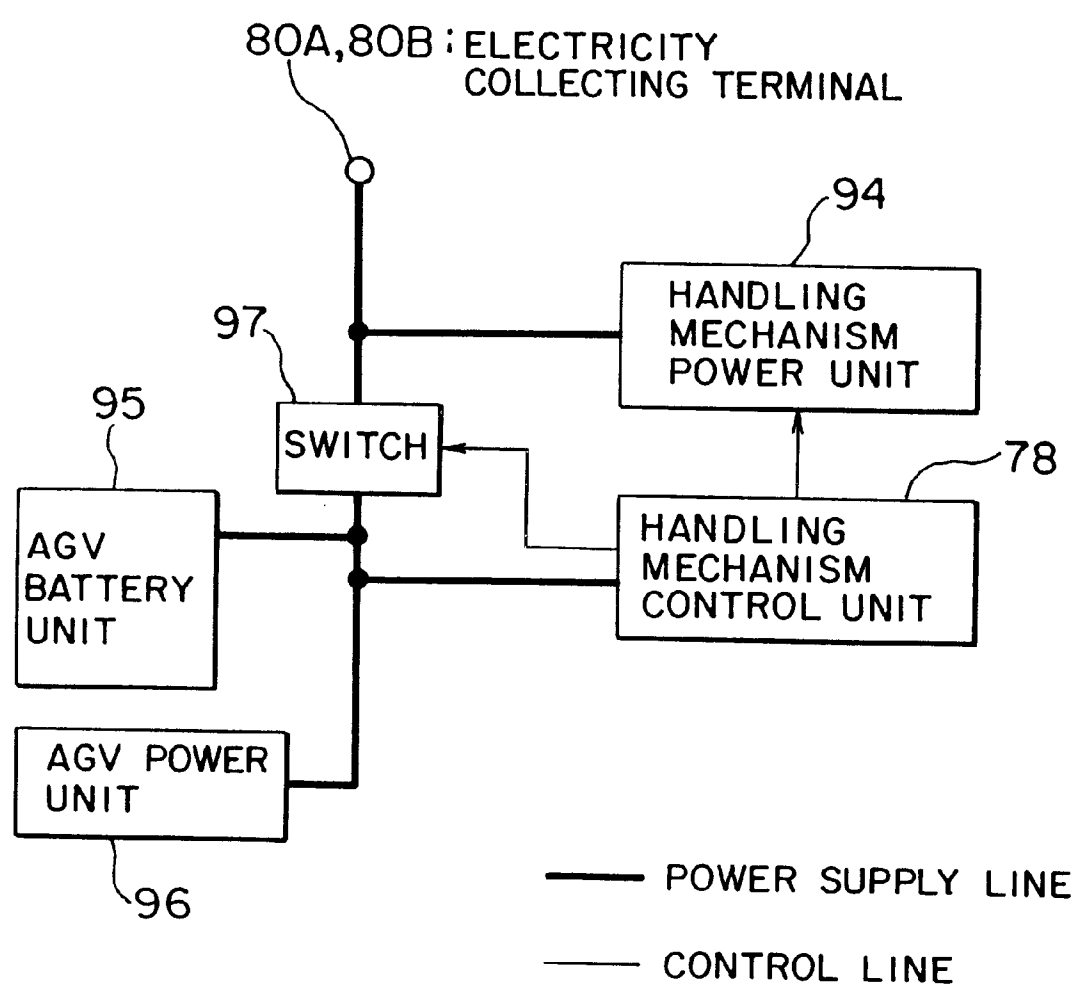 80A,80B : ELECTRICITY
COLLECTING TERMINAL
94
HANDLING
MECHANISM
POWER UNIT
97
SWITCH
95
78
AGV
BATTERY
UNIT
HANDLING
MECHANISM
CONTROL UNIT
AGV POWER
UNIT
96
POWER SUPPLY LINE
CONTROL LINE